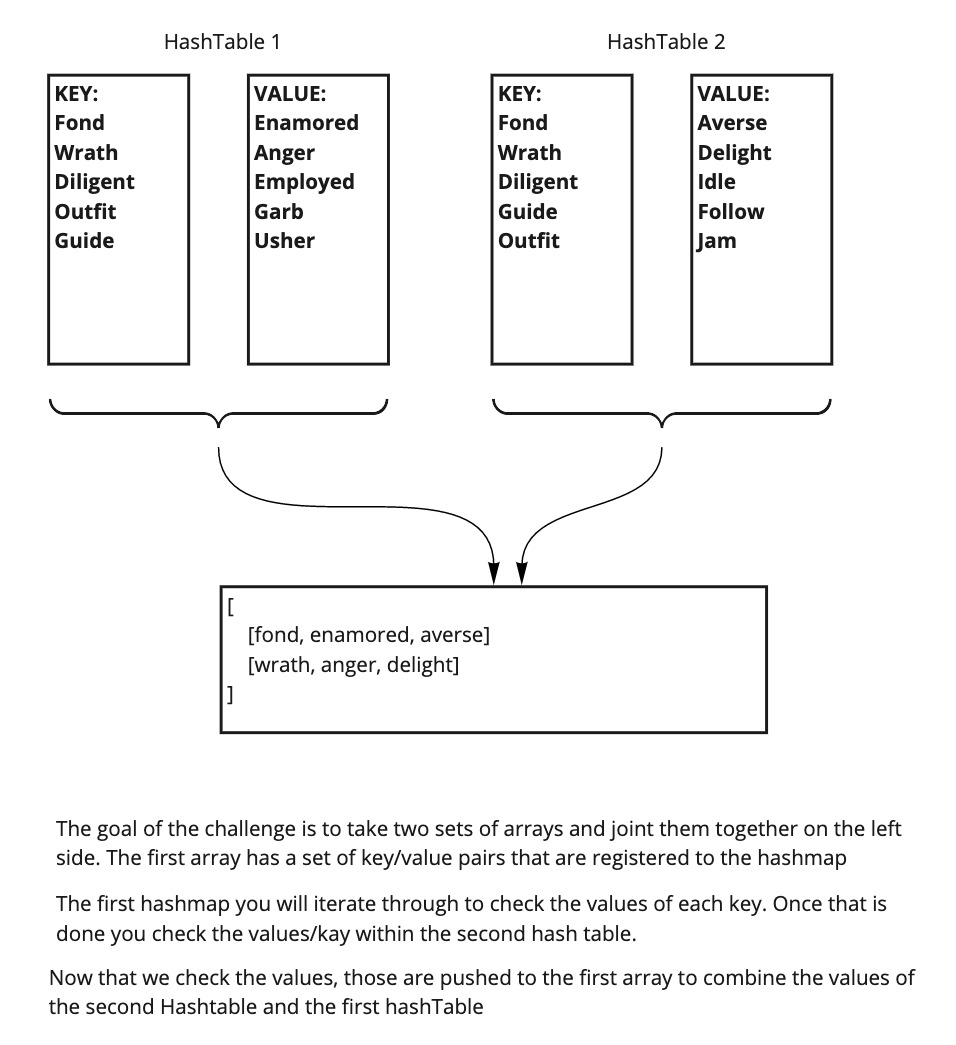 HashTable 1
HashTable 2
KEY:
Fond
Wrath
Diligent
Outfit
Guide
VALUE:
Enamored
Anger
Employed
Garb
Usher
KEY:
Fond
Wrath
Diligent
Guide
Outfit
VALUE:
Averse
Delight
Idle
Follow
Jam
[
[fond, enamored, averse]
[wrath, anger, delight]
]
The goal of the challenge is to take two sets of arrays and joint them together on the left
side. The first array has a set of key/value pairs that are registered to the hashmap
The first hashmap you will iterate through to check the values of each key. Once that is
done you check the values/kay within the second hash table.
Now that we check the values, those are pushed to the first array to combine the values of
the second Hashtable and the first hashTable